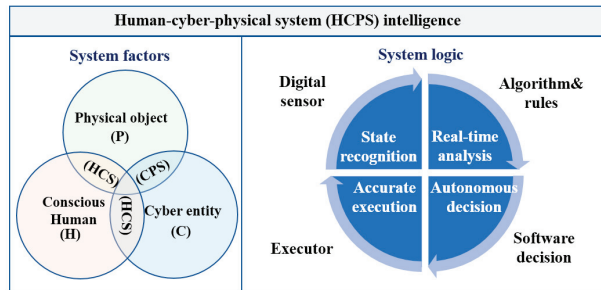 Human-cyber-physical system (HCPS) intelligence
System factors
Physical object
(P)
(HCS)
(CPS)
(HCS)
Conscious
Human
(H)
Cyber entity
(C)
System logic
Digital
sensor
Algorithm&
rules
State
recognition
Real-time
analysis
Accurate
execution
Autonomous
decision
Executor
Software
decision